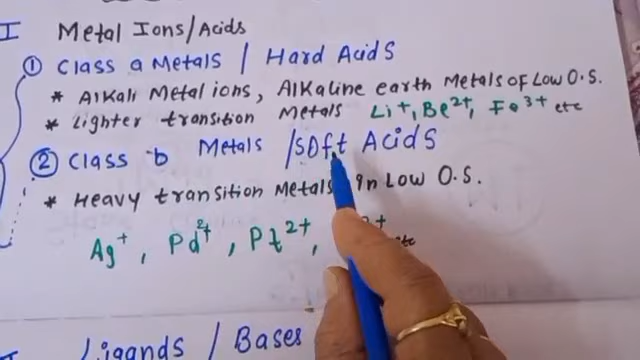 I Metal Ions/Acids
① Class a Metals / Hard Acids
* Alkali Metal ions, Alkaline earth Metals of Low O.S.
* Lighter transition Metals Li+, Be2+, Fe3+ etc
② Class b Metals /Soft Acids
* Heavy transition Metals in Low O.S.
Ag+, Pd2+, Pt2+, 2+
Ligands / Bases